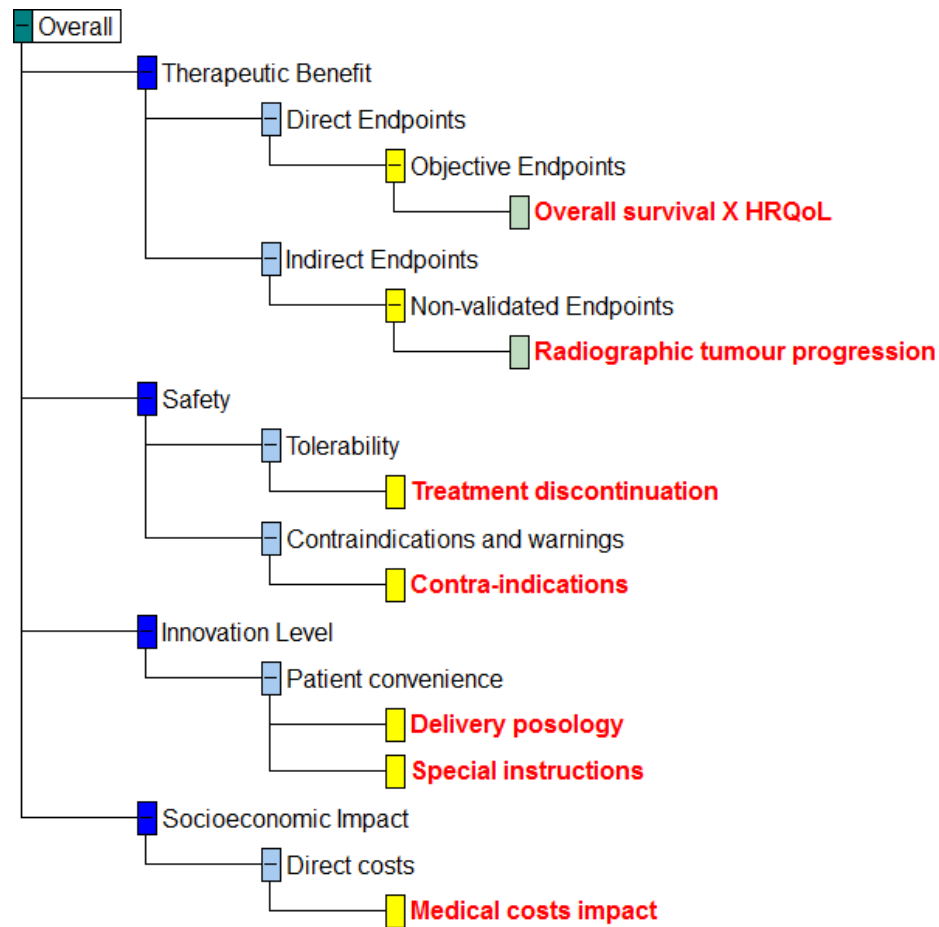 Overall
Therapeutic Benefit
Direct Endpoints
Objective Endpoints
Overall survival X HRQoL
Indirect Endpoints
Non-validated Endpoints
Radiographic tumour progression
Safety
Tolerability
Treatment discontinuation
Contraindications and warnings
Contra-indications
Innovation Level
Patient convenience
Delivery posology
Special instructions
Socioeconomic Impact
Direct costs
Medical costs impact